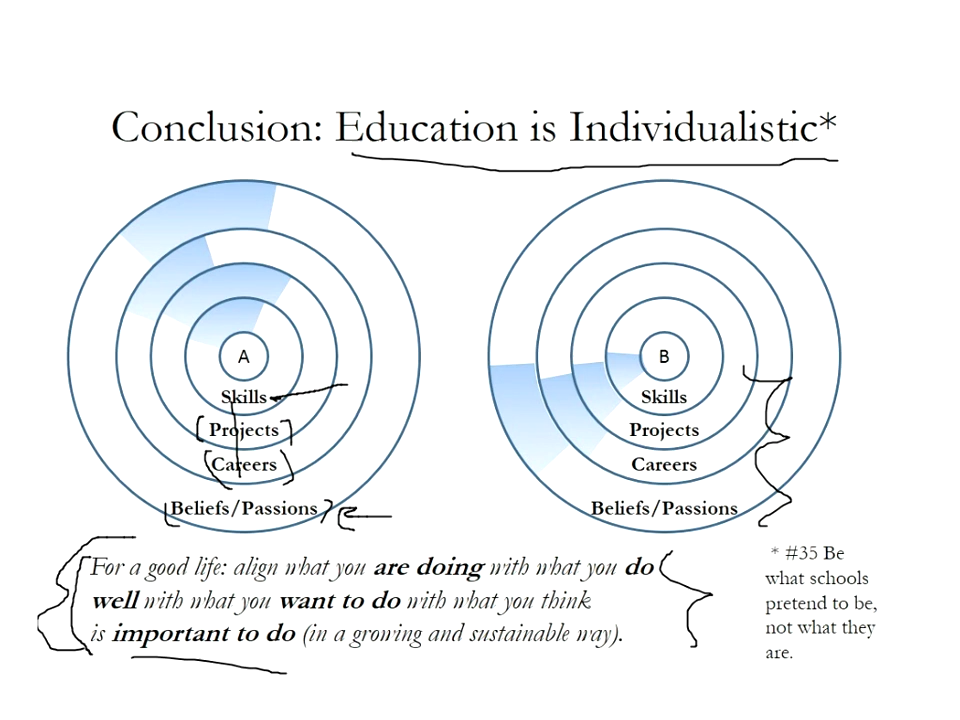 Conclusion: Education is Individualistic*
A
Skills
Projects
Careers
Beliefs/Passions
B
Skills
Projects
Careers
Beliefs/Passions
For a good life: align what you are doing with what you do
well with what you want to do with what you think
is important to do (in a growing and sustainable way).
* #35 Be
what schools
pretend to be,
not what they
are.